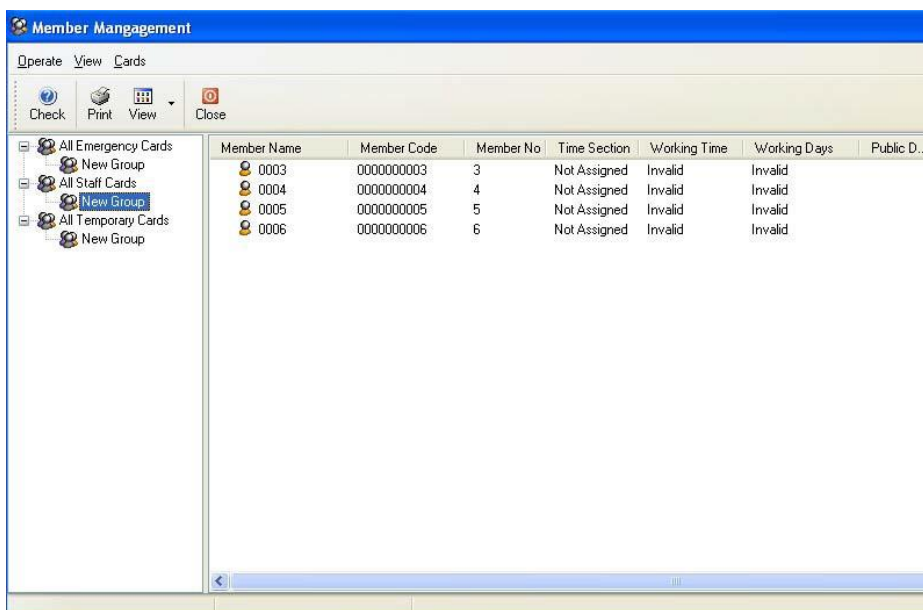 Member Mangagement
Operate View Cards
Check Print View Close
All Emergency Cards
New Group
All Staff Cards
New Group
All Temporary Cards
New Group
Member Name Member Code Member No Time Section Working Time Working Days Public D..
0003 0000000003 3 Not Assigned Invalid Invalid
0004 0000000004 4 Not Assigned Invalid Invalid
0005 0000000005 5 Not Assigned Invalid Invalid
0006 0000000006 6 Not Assigned Invalid Invalid